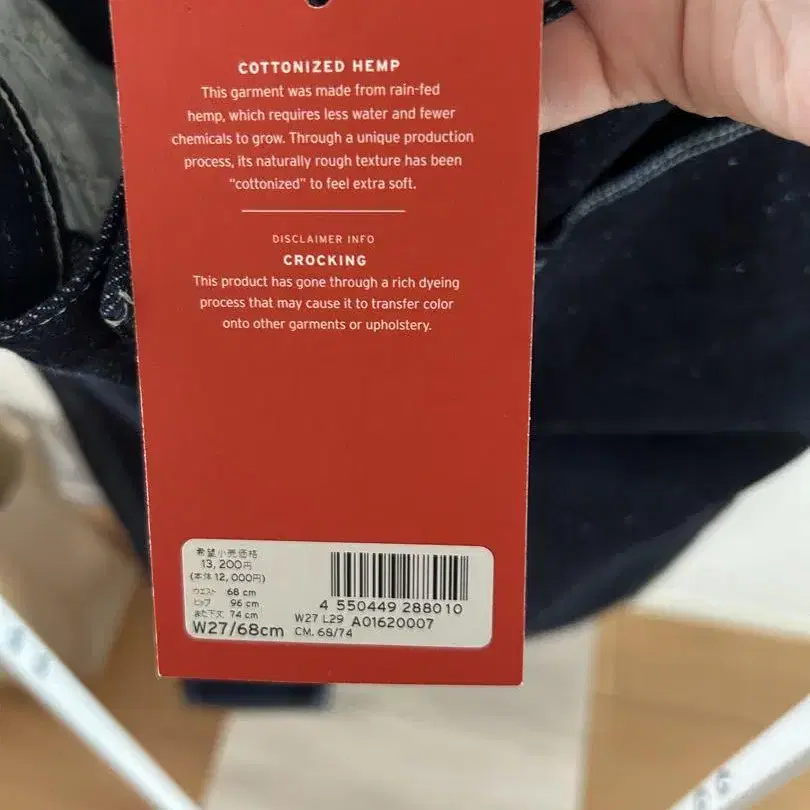 COTTONIZED HEMP
This garment was made from rain-fed
hemp, which requires less water and fewer
chemicals to grow. Through a unique production
process, its naturally rough texture has been
"cottonized" to feel extra soft.
DISCLAIMER INFO
CROCKING
This product has gone through a rich dyeing
process that may cause it to transfer color
onto other garments or upholstery.
希望小売価格
13,200円
(本体12,000円)
ウエスト 68 cm
ヒップ 96 cm
また下丈 74 cm
W27/68cm
4 550449 288010
W27 L29 A01620007
CM. 68/74